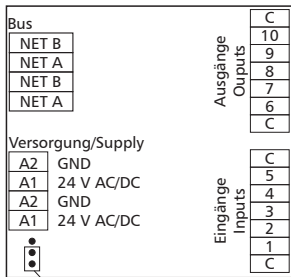 Bus
NET B
NET A
NET B
NET A
Versorgung/Supply
A2 GND
A1 24 V AC/DC
A2 GND
A1 24 V AC/DC
Ausgänge
Ouputs
C
10
9
8
7
6
C
Eingänge
Inputs
C
5
4
3
2
1
C